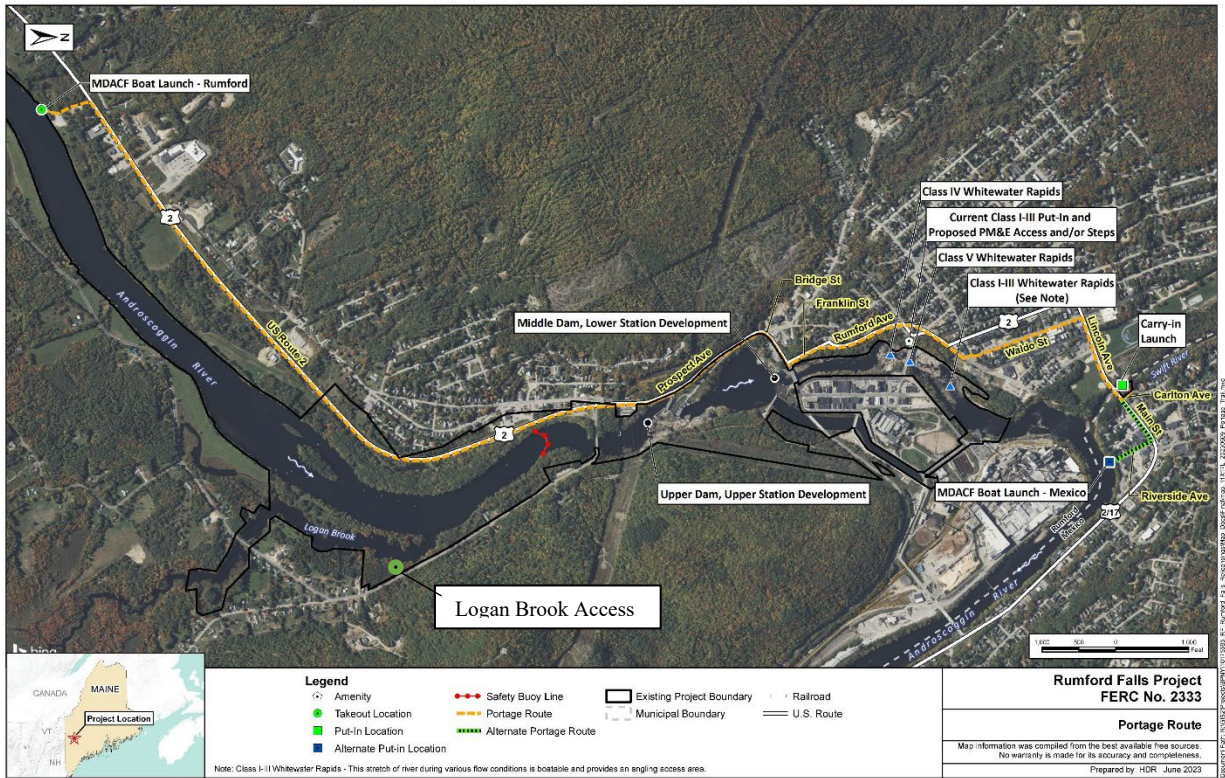 N
MDACF Boat Launch - Rumford
2
US Route 2
Androscoggin River
Logan Brook
2
Logan Brook Access
Upper Dam, Upper Station Development
Middle Dam, Lower Station Development
Prospect Ave
Bridge St
Franklin St
Rumford Ave
Class IV Whitewater Rapids
Current Class I-III Put-In and
Proposed PM&E Access and/or Steps
Class V Whitewater Rapids
Class I-III Whitewater Rapids
(See Note)
2
Waldo St
Lincoln Ave
Carry-in
Launch
Swift River
Carlton Ave
Main St
MDACF Boat Launch - Mexico
Riverside Ave
2/17
Rumford
Mexico
Androscoggin River
1,000 500 0 1,000
Feet
bing
CANADA
MAINE
Project Location
VT
NH
Legend
Amenity
Takeout Location
Put-In Location
Alternate Put-in Location
Safety Buoy Line
Portage Route
Alternate Portage Route
Existing Project Boundary
Municipal Boundary
Railroad
U.S. Route
Note: Class I-III Whitewater Rapids - This stretch of river during various flow conditions is boatable and provides an angling access area.
Rumford Falls Project
FERC No. 2333
Portage Route
Map information was compiled from the best available free sources.
No warranty is made for its accuracy and completeness.
Prepared by HDR June 2023